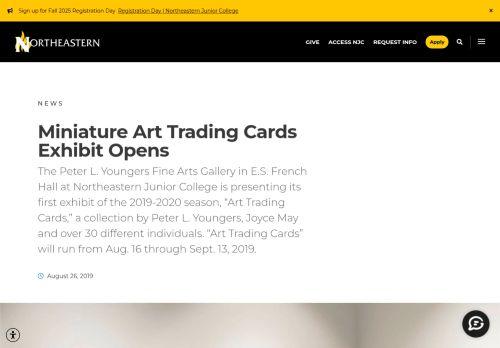 Sign up for Fall 2025 Registration Day Registration Day | Northeastern Junior College ×
NORTHEASTERN GIVE ACCESS NJC REQUEST INFO Apply
NEWS
Miniature Art Trading Cards
Exhibit Opens
The Peter L. Youngers Fine Arts Gallery in E.S. French
Hall at Northeastern Junior College is presenting its
first exhibit of the 2019-2020 season, “Art Trading
Cards,” a collection by Peter L. Youngers, Joyce May
and over 30 different individuals. “Art Trading Cards”
will run from Aug. 16 through Sept. 13, 2019.
August 26, 2019